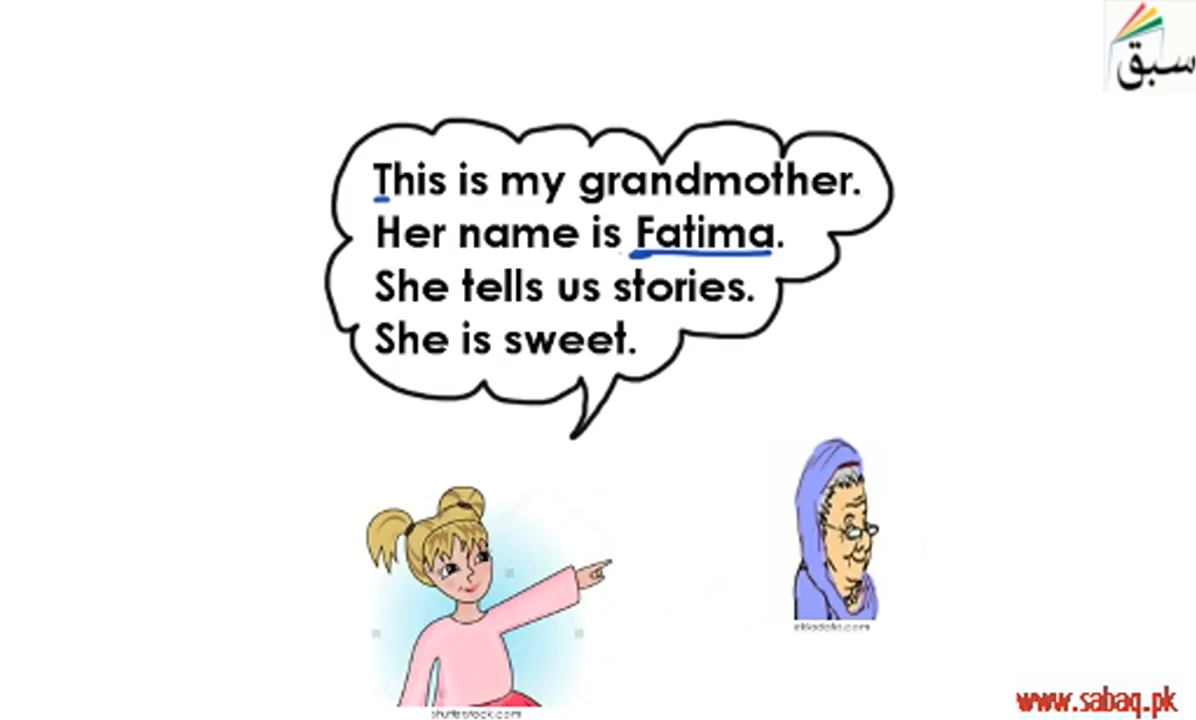 سبق
This is my grandmother.
Her name is Fatima.
She tells us stories.
She is sweet.
shutterstock.com
www.sabaq.pk